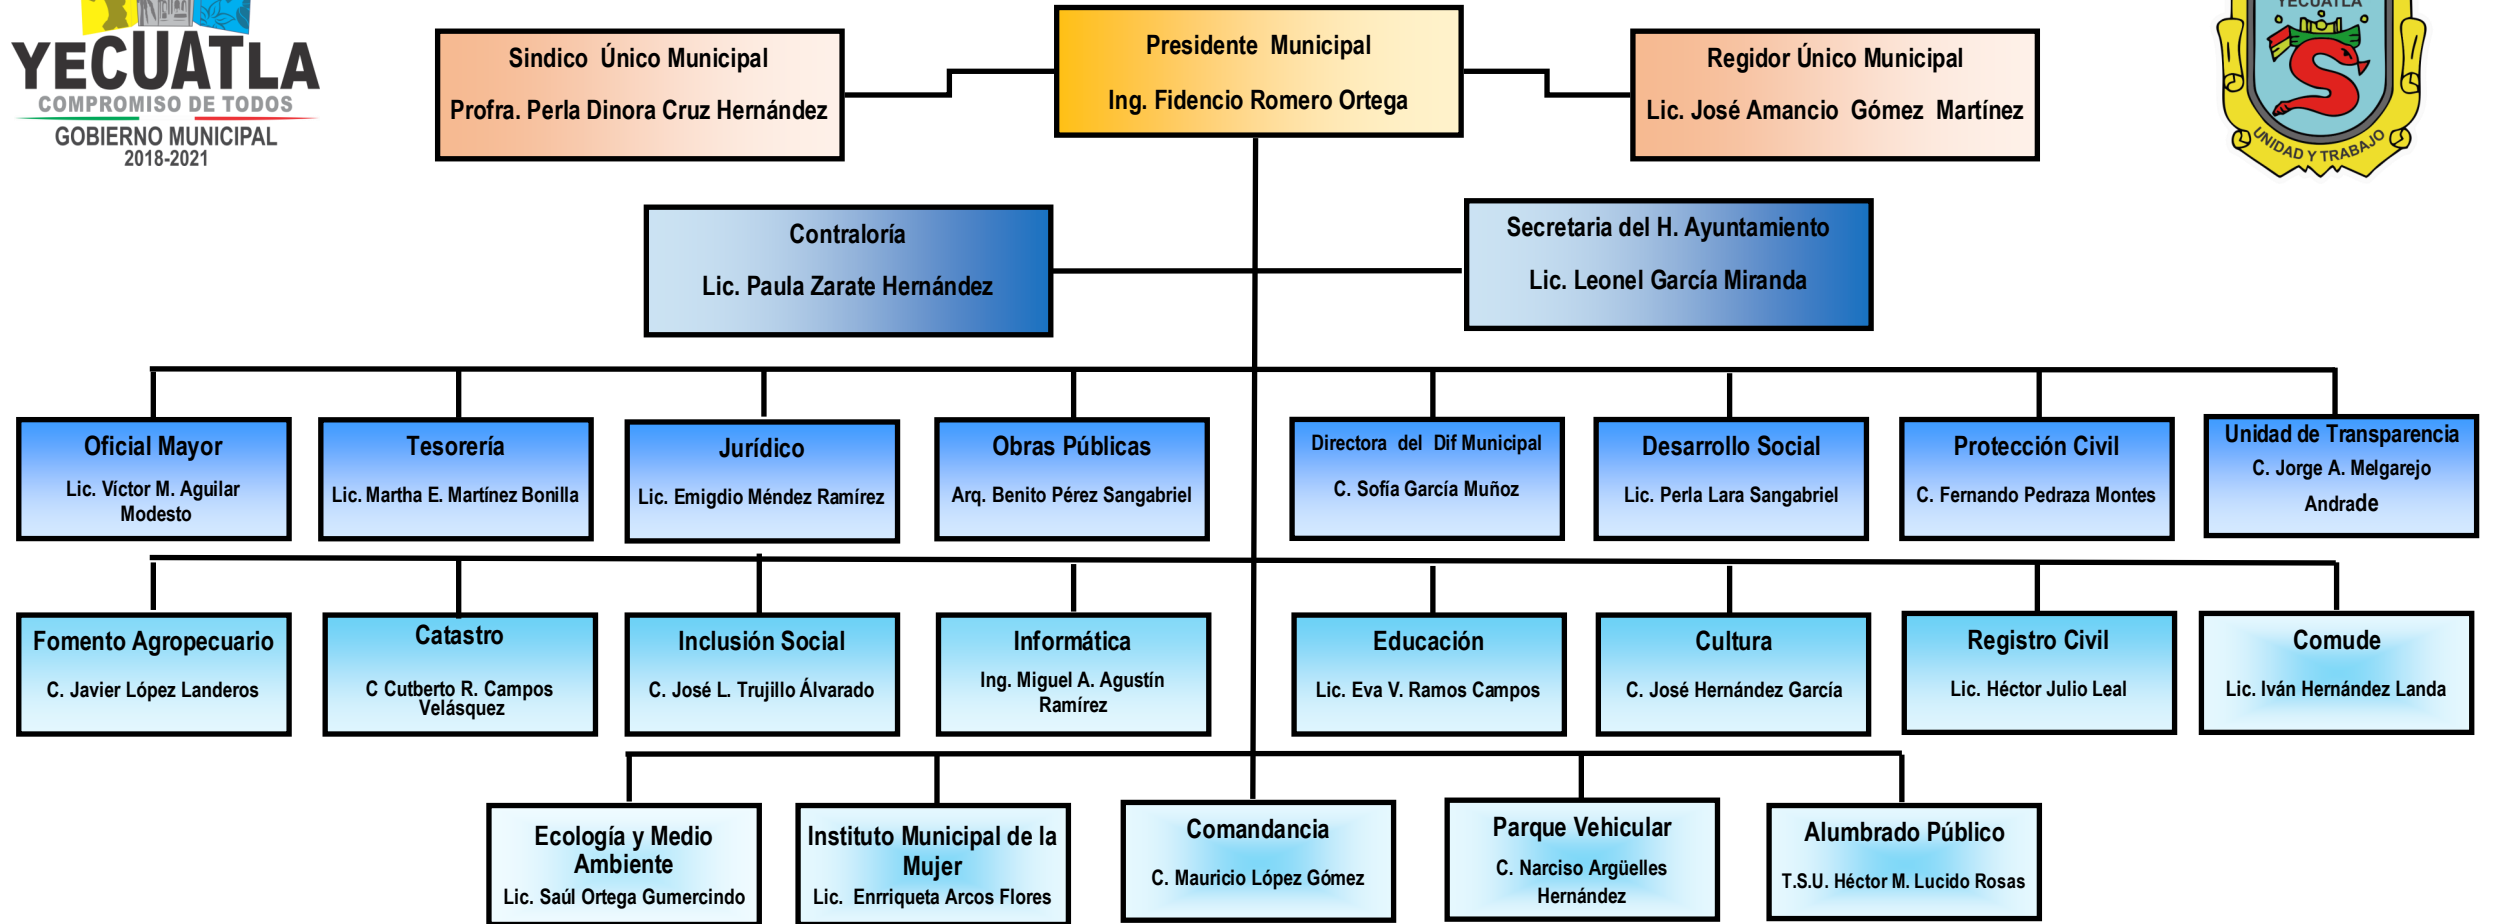 YECUATLA
COMPROMISO DE TODOS
GOBIERNO MUNICIPAL
2018-2021
Sindico Único Municipal
Profra. Perla Dinora Cruz Hernández
Presidente Municipal
Ing. Fidencio Romero Ortega
Regidor Único Municipal
Lic. José Amancio Gómez Martínez
YECUATLA
UNIDAD Y TRABAJO
Contraloría
Lic. Paula Zarate Hernández
Secretaria del H. Ayuntamiento
Lic. Leonel García Miranda
Oficial Mayor
Lic. Víctor M. Aguilar
Modesto
Tesorería
Lic. Martha E. Martínez Bonilla
Jurídico
Lic. Emigdio Méndez Ramírez
Obras Públicas
Arq. Benito Pérez Sangabriel
Directora del Dif Municipal
C. Sofía García Muñoz
Desarrollo Social
Lic. Perla Lara Sangabriel
Protección Civil
C. Fernando Pedraza Montes
Unidad de Transparencia
C. Jorge A. Melgarejo
Andrade
Fomento Agropecuario
C. Javier López Landeros
Catastro
C Cutberto R. Campos
Velásquez
Inclusión Social
C. José L. Trujillo Álvarado
Informática
Ing. Miguel A. Agustín
Ramírez
Educación
Lic. Eva V. Ramos Campos
Cultura
C. José Hernández García
Registro Civil
Lic. Héctor Julio Leal
Comude
Lic. Iván Hernández Landa
Ecología y Medio
Ambiente
Lic. Saúl Ortega Gumercindo
Instituto Municipal de la
Mujer
Lic. Enrriqueta Arcos Flores
Comandancia
C. Mauricio López Gómez
Parque Vehicular
C. Narciso Argüelles
Hernández
Alumbrado Público
T.S.U. Héctor M. Lucido Rosas